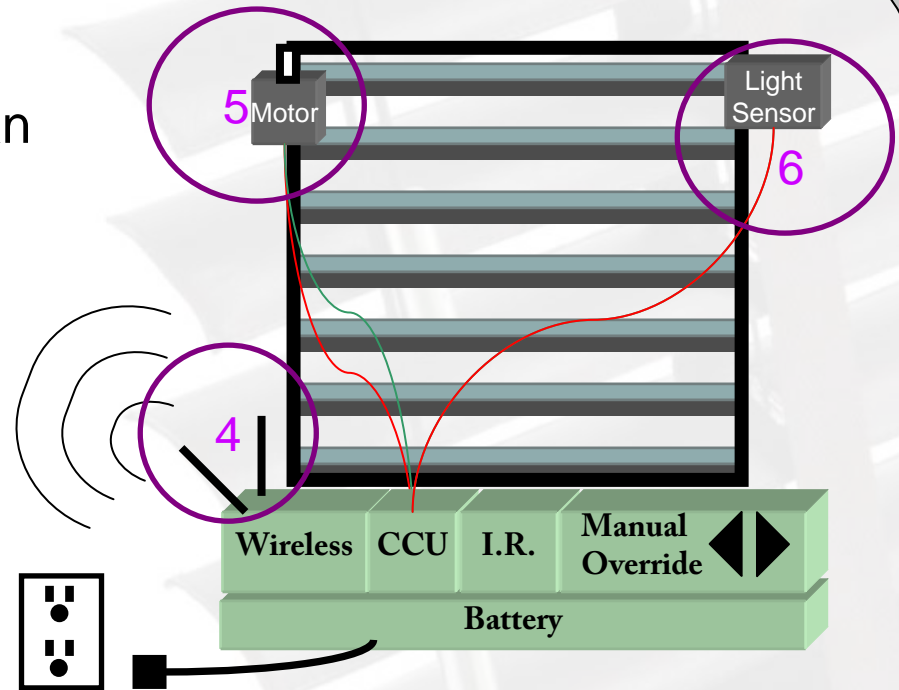 n
5
Motor
Light
Sensor
6
4
Wireless
CCU
I.R.
Manual
Override
Battery